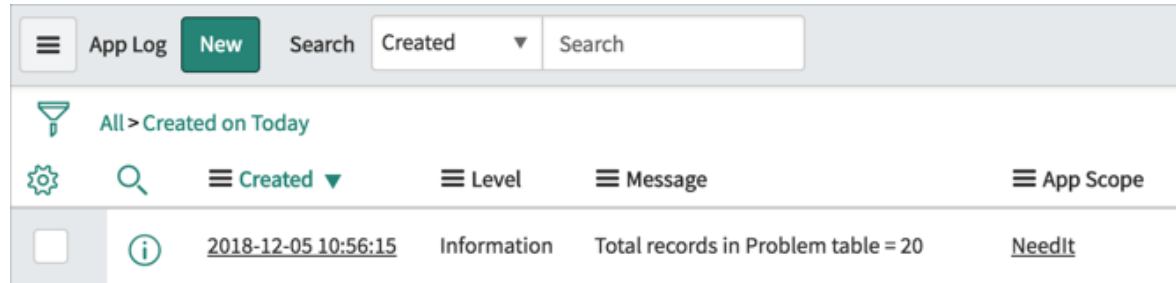 App Log New Search Created Search
All > Created on Today
Created Level Message App Scope
2018-12-05 10:56:15 Information Total records in Problem table = 20 NeedIt